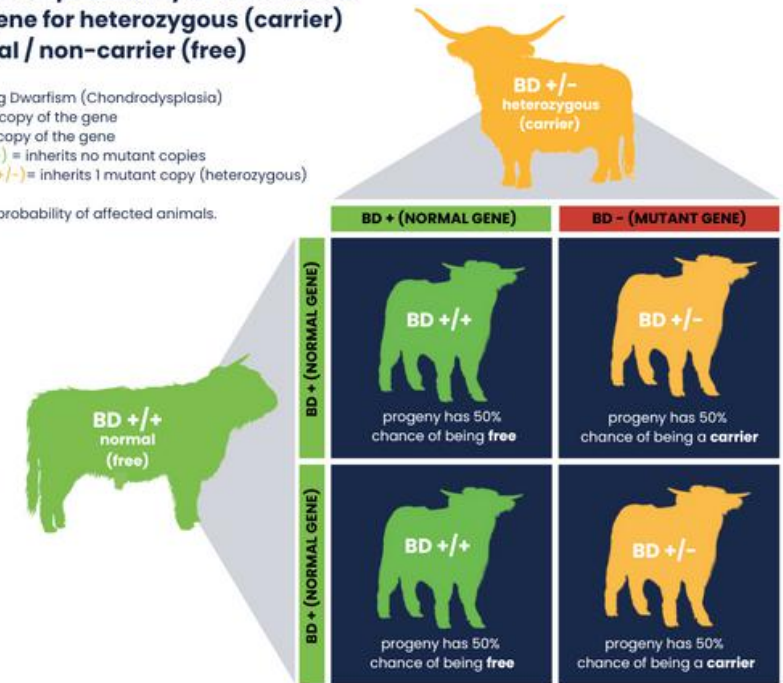 ene for heterozygous (carrier)
al / non-carrier (free)
g Dwarfism (Chondrodysplasia)
copy of the gene
copy of the gene
) = inherits no mutant copies
+/-)= inherits 1 mutant copy (heterozygous)
probability of affected animals.
BD +/-
heterozygous
(carrier)
BD + (NORMAL GENE)
BD - (MUTANT GENE)
BD +/+
normal
(free)
BD + (NORMAL GENE)
BD +/+
progeny has 50%
chance of being free
BD +/-
progeny has 50%
chance of being a carrier
BD + (NORMAL GENE)
BD +/+
progeny has 50%
chance of being free
BD +/-
progeny has 50%
chance of being a carrier